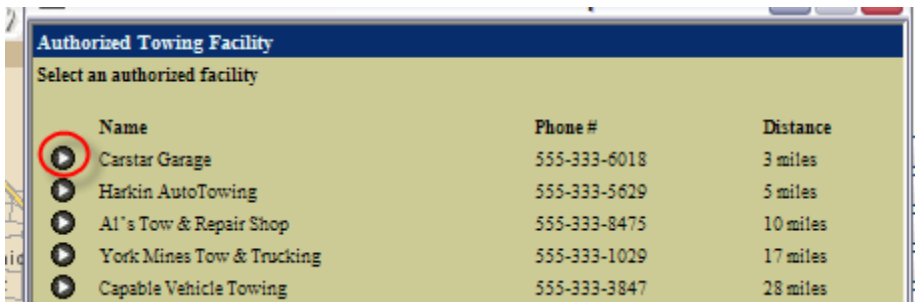 Authorized Towing Facility
Select an authorized facility
Name Phone # Distance
Carstar Garage 555-333-6018 3 miles
Harkin AutoTowing 555-333-5629 5 miles
Al's Tow & Repair Shop 555-333-8475 10 miles
York Mines Tow & Trucking 555-333-1029 17 miles
Capable Vehicle Towing 555-333-3847 28 miles